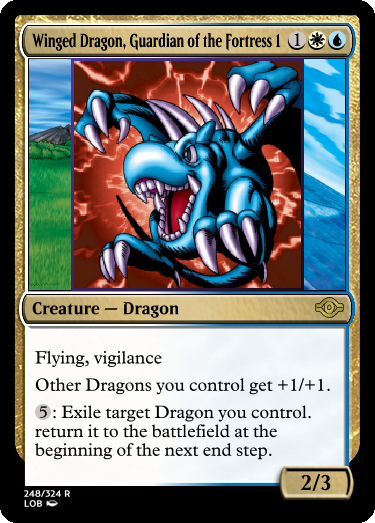 Winged Dragon, Guardian of the Fortress 1 1
Creature — Dragon
Flying, vigilance
Other Dragons you control get +1/+1.
5: Exile target Dragon you control.
return it to the battlefield at the
beginning of the next end step.
2/3
248/324 R
LOB